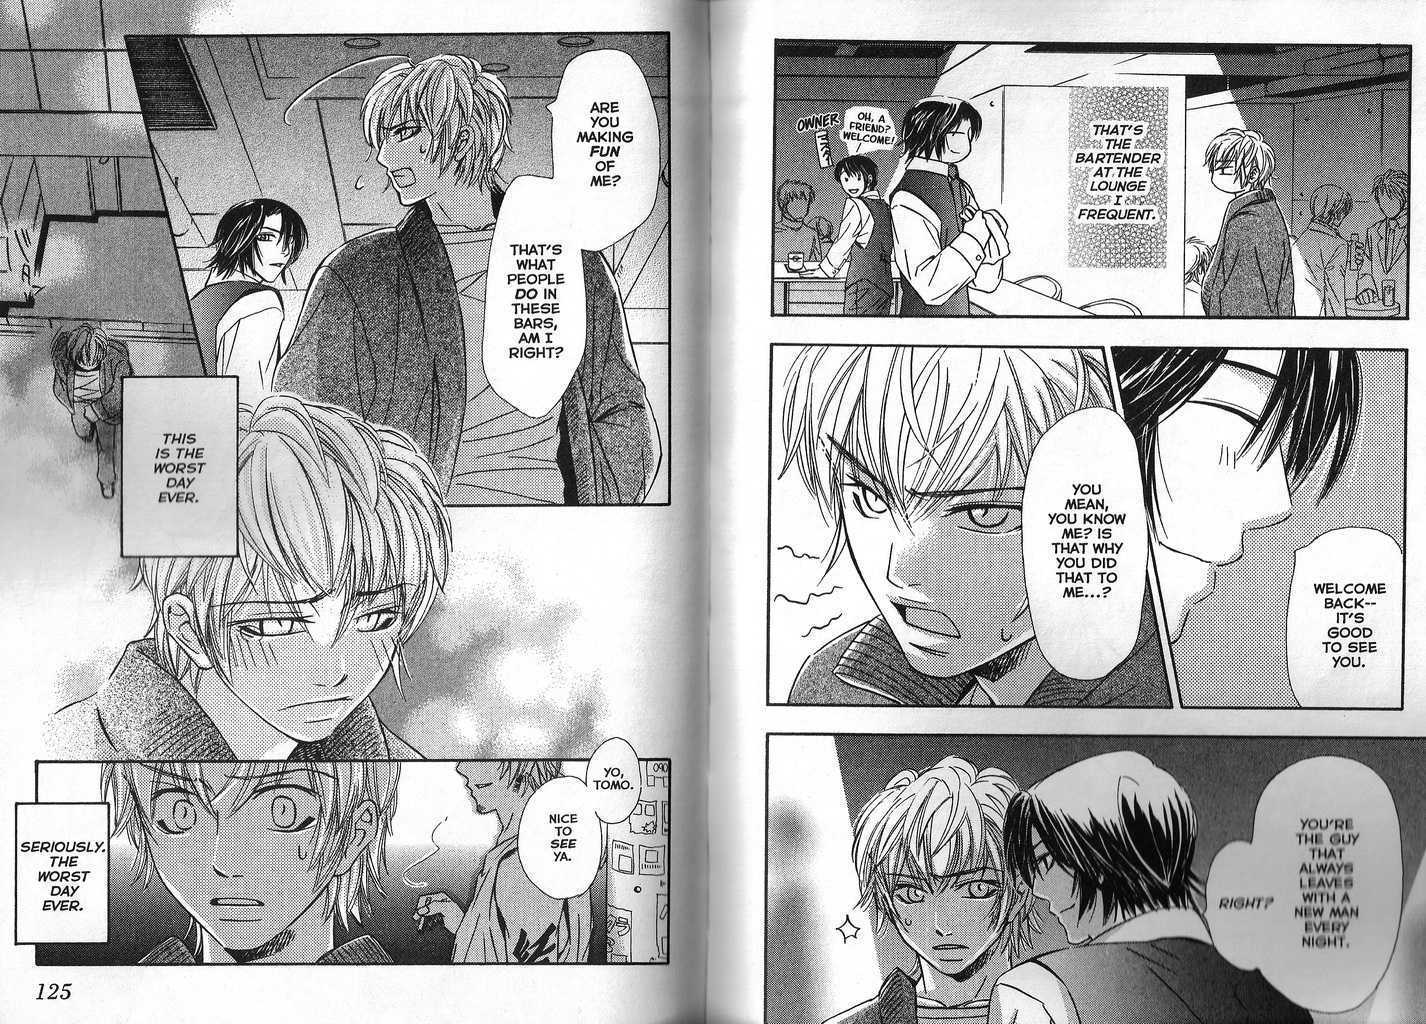 THAT'S
THE
BARTENDER
AT THE
LOUNGE
I
FREQUENT.
OH, A
FRIEND?
WELCOME!
OWNER
WELCOME
BACK--
IT'S
GOOD
TO SEE
YOU.
YOU
MEAN,
YOU KNOW
ME? IS
THAT WHY
YOU DID
THAT TO
ME...?
YOU'RE
THE GUY
THAT
ALWAYS
LEAVES
WITH A
NEW MAN
EVERY
NIGHT.
RIGHT?
ARE
YOU
MAKING
FUN
OF
ME?
THAT'S
WHAT
PEOPLE
DO IN
THESE
BARS,
AM I
RIGHT?
THIS
IS THE
WORST
DAY
EVER.
090
YO,
TOMO.
NICE
TO
SEE
YA.
SERIOUSLY.
THE
WORST
DAY
EVER.
125